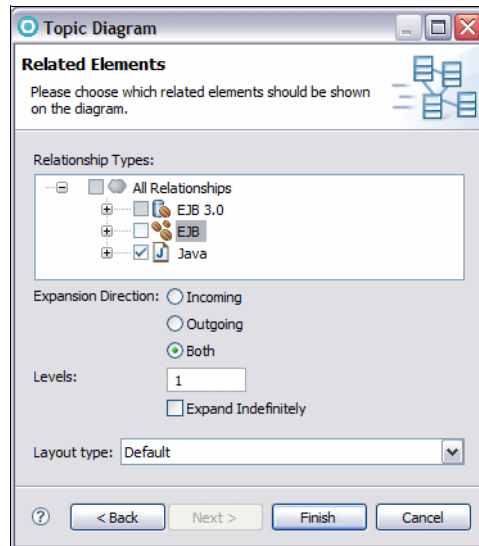 Topic Diagram
Related Elements
Please choose which related elements should be shown
on the diagram.
Relationship Types:
All Relationships
EJB 3.0
EJB
Java
Expansion Direction: Incoming
Outgoing
Both
Levels: 1
Expand Indefinitely
Layout type: Default
? < Back Next > Finish Cancel